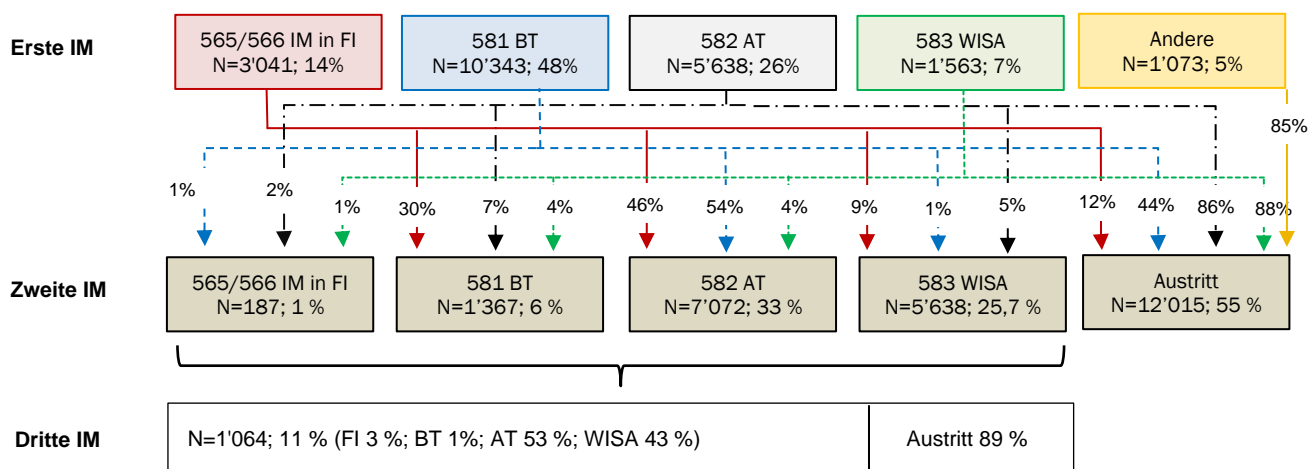 Erste IM
565/566 IM in FI
N=3'041; 14%
581 BT
N=10’343; 48%
582 AT
N=5’638; 26%
583 WISA
N=1’563; 7%
Andere
N=1’073; 5%
85%
1%
2%
1%
30%
7%
4%
46%
54%
4%
9%
1%
5%
12%
44%
86%
88%
Zweite IM
565/566 IM in FI
N=187; 1 %
581 BT
N=1’367; 6 %
582 AT
N=7’072; 33 %
583 WISA
N=5’638; 25,7 %
Austritt
N=12’015; 55 %
Dritte IM
N=1'064; 11 % (FI 3 %; BT 1%; AT 53 %; WISA 43 %)
Austritt 89 %